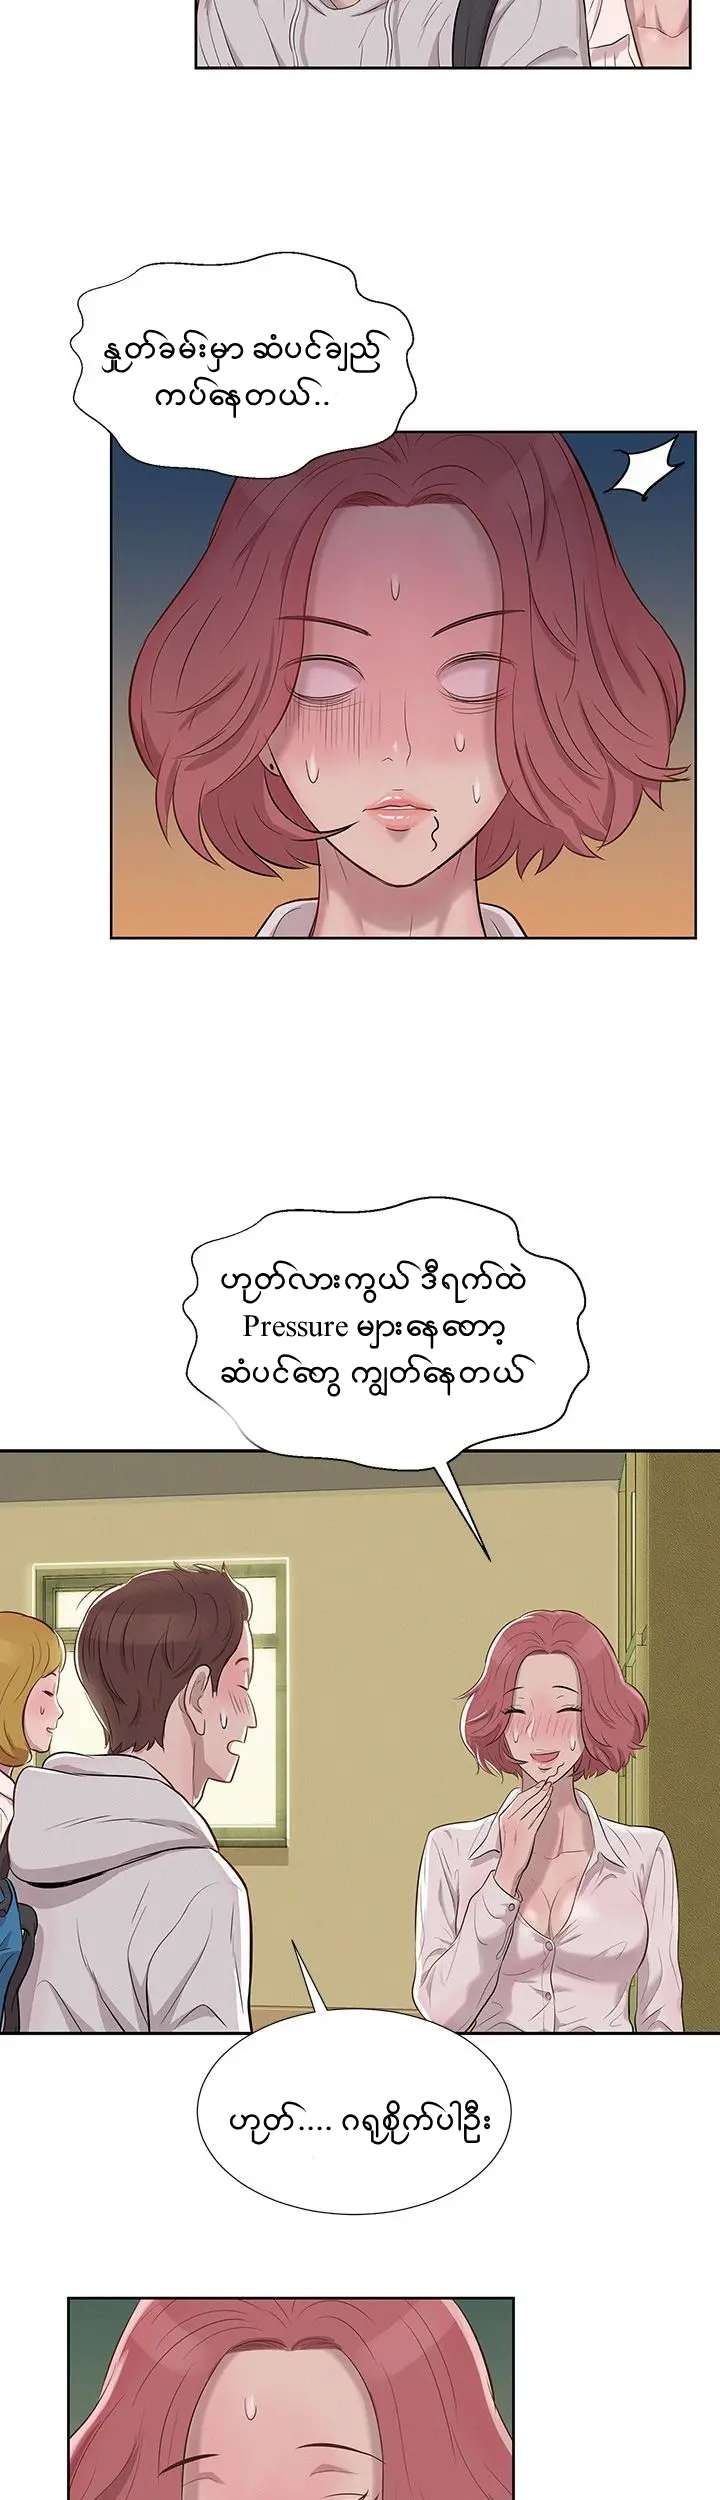 နှုတ်ခမ်းမှာ ဆံပင်ချည်
ကပ်နေတယ်..
ဟုတ်လားကွယ် ဒီရက်ထဲ
Pressure များနေတော့
ဆံပင်တွေ ကျွတ်နေတယ်
ဟုတ်.... ဂရုစိုက်ပါဦး